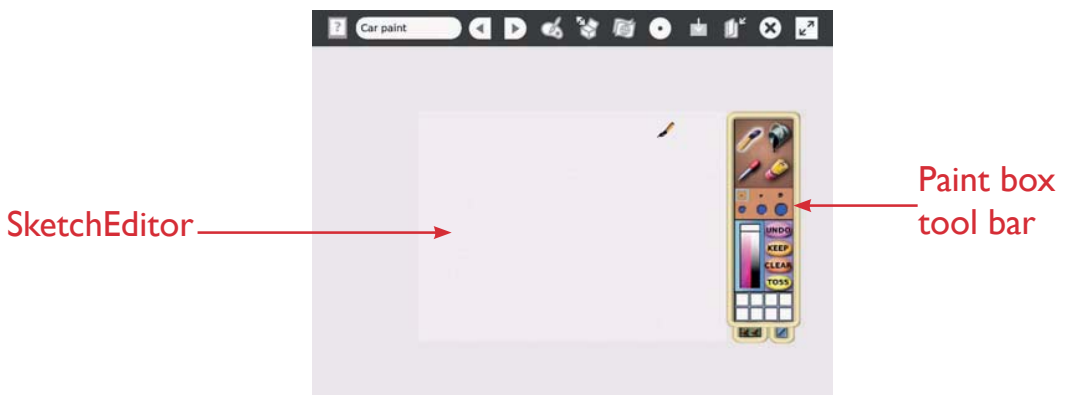 ?
Car paint
SketchEditor
Paint box
tool bar
UNDO
KEEP
CLEAR
TOSS